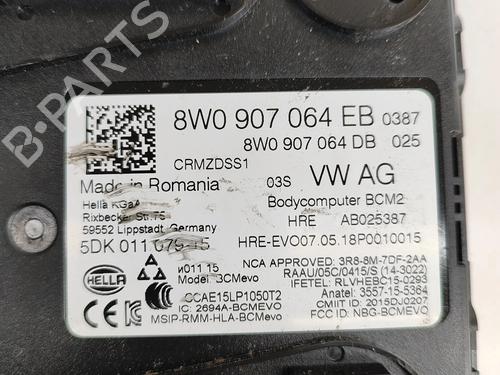 B-PARTS
8W0 907 064 EB 0387
8W0 907 064 DB 025
CRMZDSS1
Made in Romania 03S VW AG
Hella KGaA Bodycomputer BCM2
Rixbecker Str. 75 HRE AB025387
59552 Lippstadt, Germany
5DK 011 079-15 HRE-EVO07.05.18P0010015
NCA APPROVED: 3R8-8M-7DF-2AA
RAAU/05C/0415/S (14-3022)
HELLA и011 15 IFETEL: RLVHEBC15-0293
Model: BCMevo Anatel: 3557-15-5364
CCAE15LP1050T2 CMIIT ID: 2015DJ0207
IC: 2694A-BCMEVO FCC ID: NBG-BCMEVO
MSIP-RMM-HLA-BCMevo